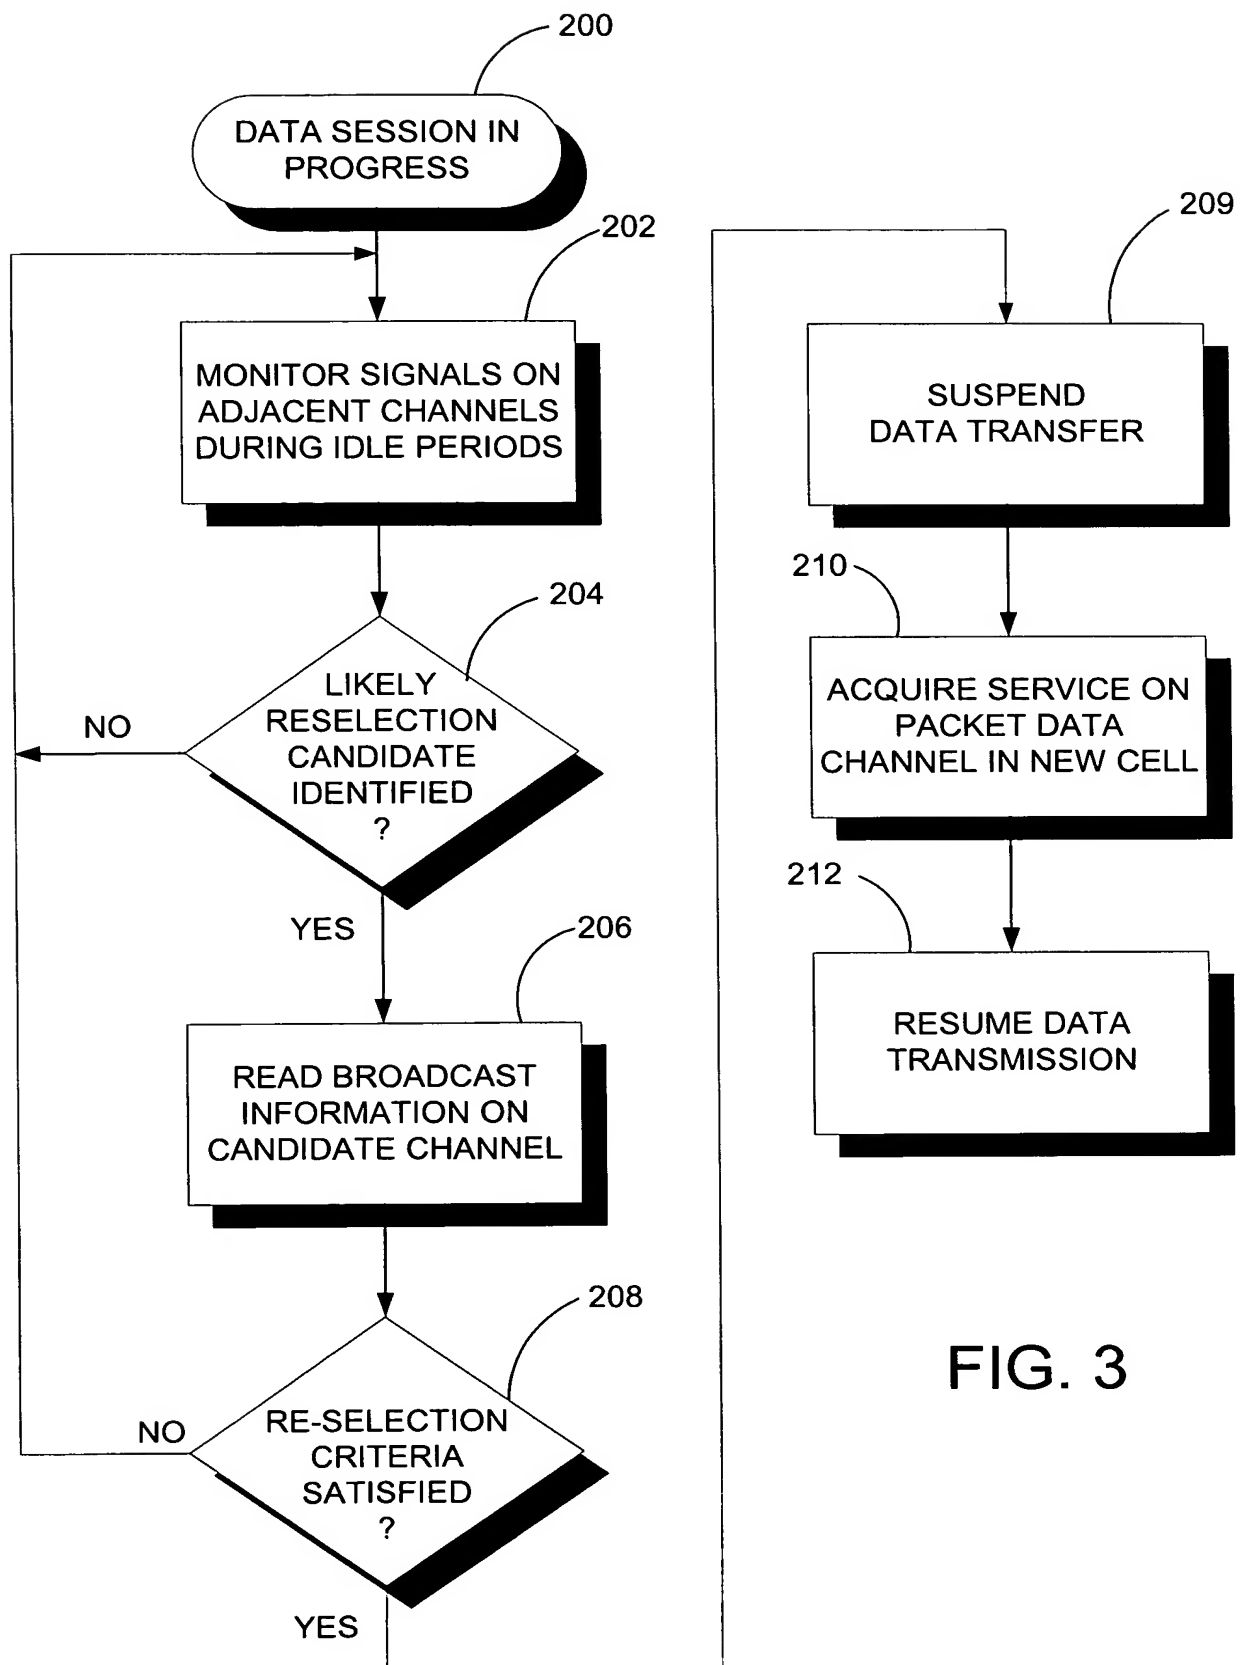 200
DATA SESSION IN
PROGRESS
202
MONITOR SIGNALS ON
ADJACENT CHANNELS
DURING IDLE PERIODS
204
LIKELY
RESELECTION
CANDIDATE
IDENTIFIED
?
NO
YES
206
READ BROADCAST
INFORMATION ON
CANDIDATE CHANNEL
208
RE-SELECTION
CRITERIA
SATISFIED
?
NO
YES
209
SUSPEND
DATA TRANSFER
210
ACQUIRE SERVICE ON
PACKET DATA
CHANNEL IN NEW CELL
212
RESUME DATA
TRANSMISSION
FIG. 3